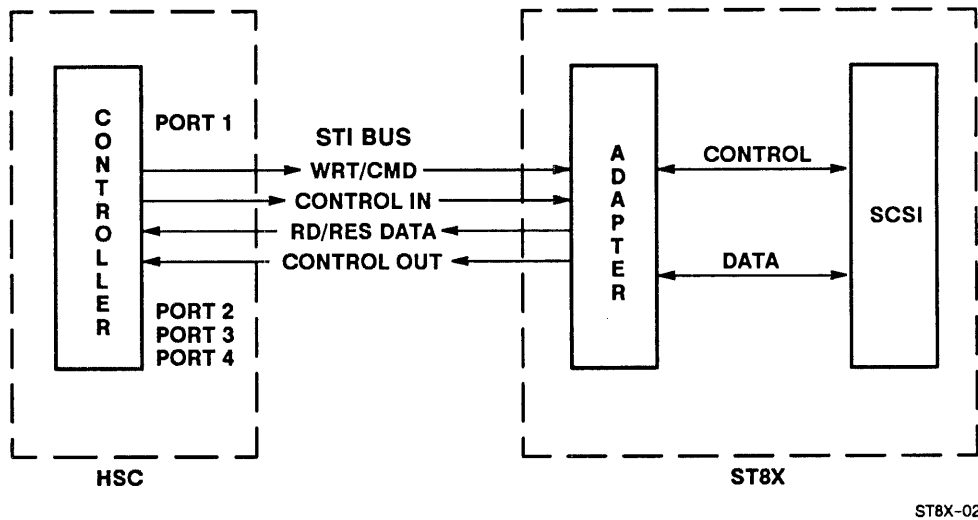 CONTROLLER
PORT 1
STI BUS
WRT/CMD
CONTROL IN
RD/RES DATA
CONTROL OUT
PORT 2
PORT 3
PORT 4
HSC
ADAPTER
CONTROL
DATA
SCSI
ST8X
ST8X-02